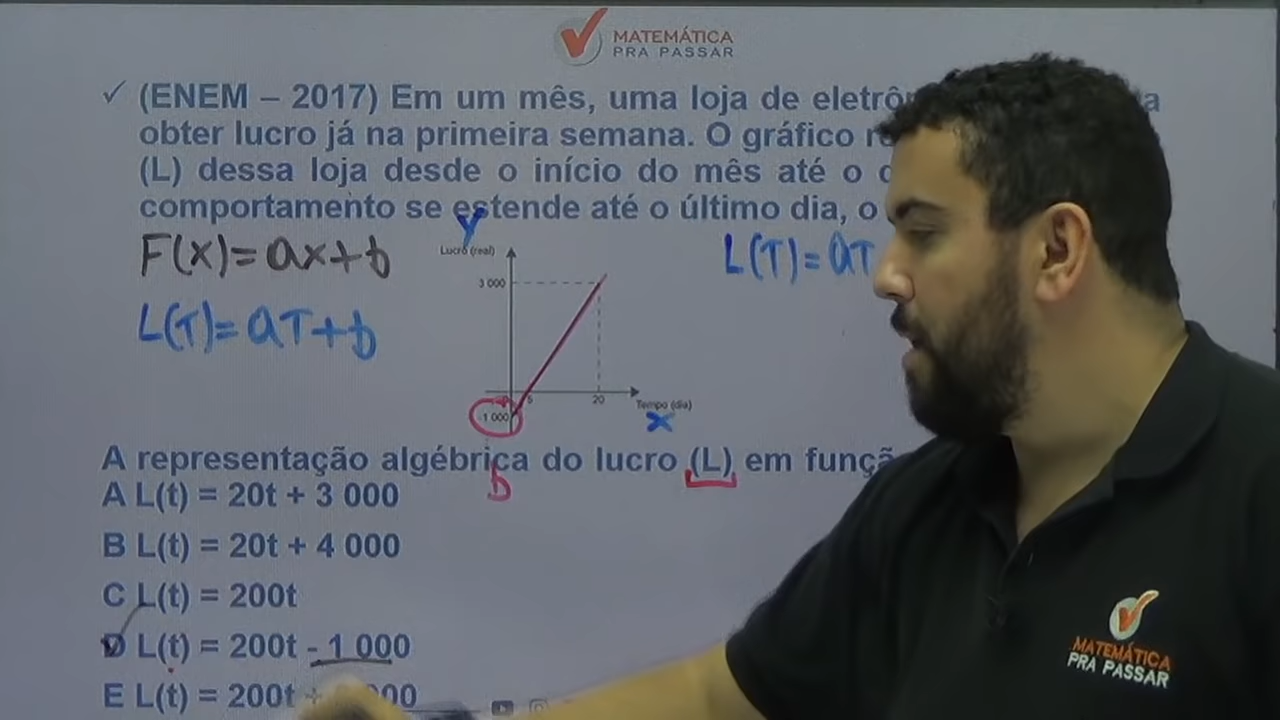 MATEMÁTICA
PRA PASSAR
✓ (ENEM – 2017) Em um mês, uma loja de a
obter lucro já na primeira semana. O gráfico
(L) dessa loja desde o início do mês até o
comportamento se estende até o último dia, o
F(X)=ax+b
L(T)=aT+b
L(T)=aT
Y
Lucro (real)
3 000
-1 000
5
20
Tempo (dia)
X
A representação algébrica do lucro (L) em
b
A L(t) = 20t + 3 000
B L(t) = 20t + 4 000
C L(t) = 200t
D L(t) = 200t - 1 000
E L(t) = 200t
MATEMÁTICA
PRA PASSAR